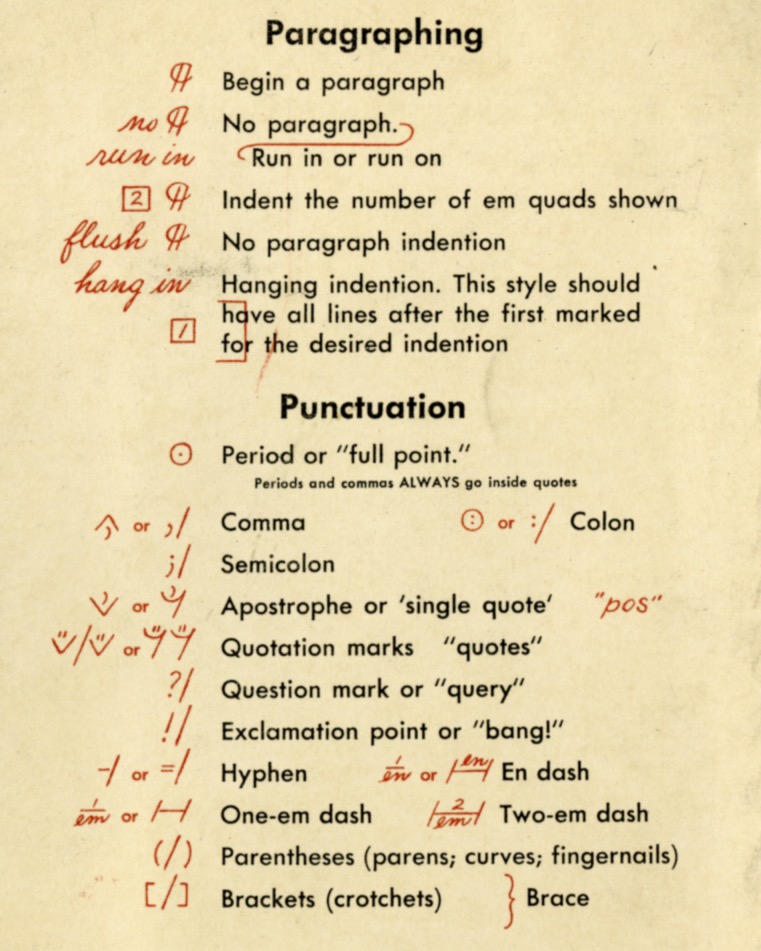 Paragraphing
¶ Begin a paragraph
no ¶ No paragraph.
run in Run in or run on
2 ¶ Indent the number of em quads shown
flush ¶ No paragraph indention
hang in Hanging indention. This style should
have all lines after the first marked
1 for the desired indention
Punctuation
⊙ Period or "full point."
Periods and commas ALWAYS go inside quotes
, or ,/ Comma : or :/ Colon
;/ Semicolon
' or ' Apostrophe or 'single quote' "pos"
"/" or " " Quotation marks "quotes"
?/ Question mark or "query"
!/ Exclamation point or "bang!"
-/ or =/ Hyphen 1/en or /en/ En dash
1/em or /—/ One-em dash /2/em/ Two-em dash
(/) Parentheses (parens; curves; fingernails)
[/] Brackets (crotchets) } Brace